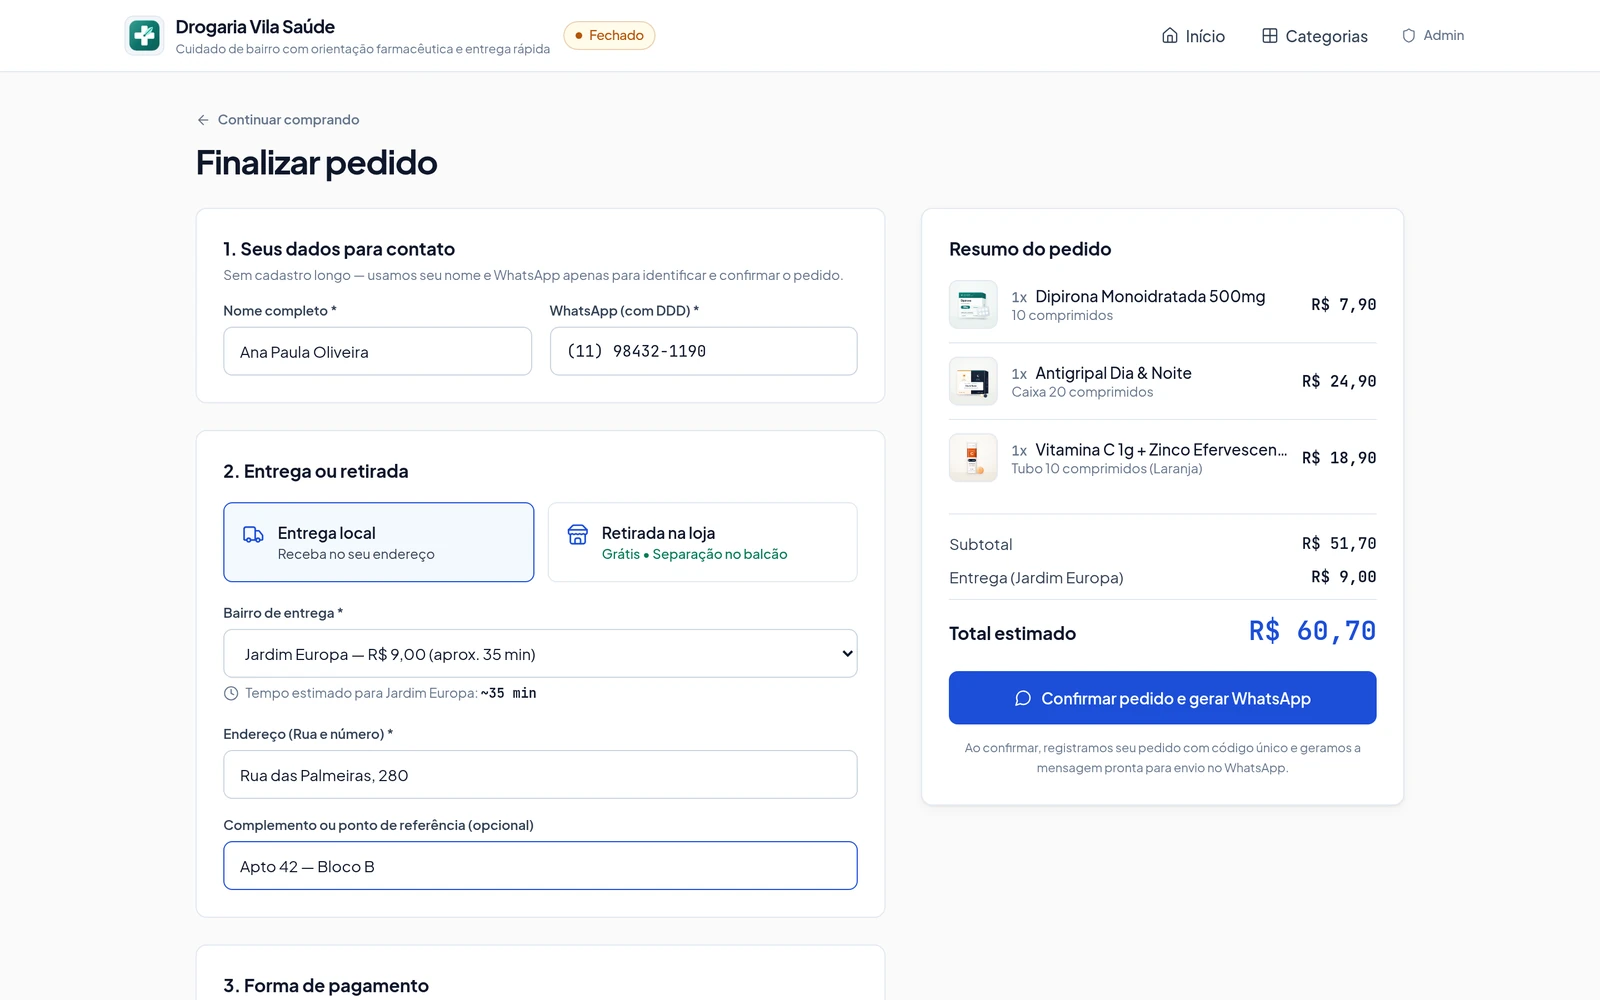 Drogaria Vila Saúde
Cuidado de bairro com orientação farmacêutica e entrega rápida
Fechado
Início
Categorias
Admin
Continuar comprando
Finalizar pedido
1. Seus dados para contato
Sem cadastro longo — usamos seu nome e WhatsApp apenas para identificar e confirmar o pedido.
Nome completo *
WhatsApp (com DDD) *
Ana Paula Oliveira
(11) 98432-1190
2. Entrega ou retirada
Entrega local
Receba no seu endereço
Retirada na loja
Grátis • Separação no balcão
Bairro de entrega *
Jardim Europa — R$ 9,00 (aprox. 35 min)
Tempo estimado para Jardim Europa: ~35 min
Endereço (Rua e número) *
Rua das Palmeiras, 280
Complemento ou ponto de referência (opcional)
Apto 42 — Bloco B
3. Forma de pagamento
Resumo do pedido
1x Dipirona Monoidratada 500mg
10 comprimidos
R$ 7,90
1x Antigripal Dia & Noite
Caixa 20 comprimidos
R$ 24,90
1x Vitamina C 1g + Zinco Efervescen...
Tubo 10 comprimidos (Laranja)
R$ 18,90
Subtotal R$ 51,70
Entrega (Jardim Europa) R$ 9,00
Total estimado R$ 60,70
Confirmar pedido e gerar WhatsApp
Ao confirmar, registramos seu pedido com código único e geramos a
mensagem pronta para envio no WhatsApp.